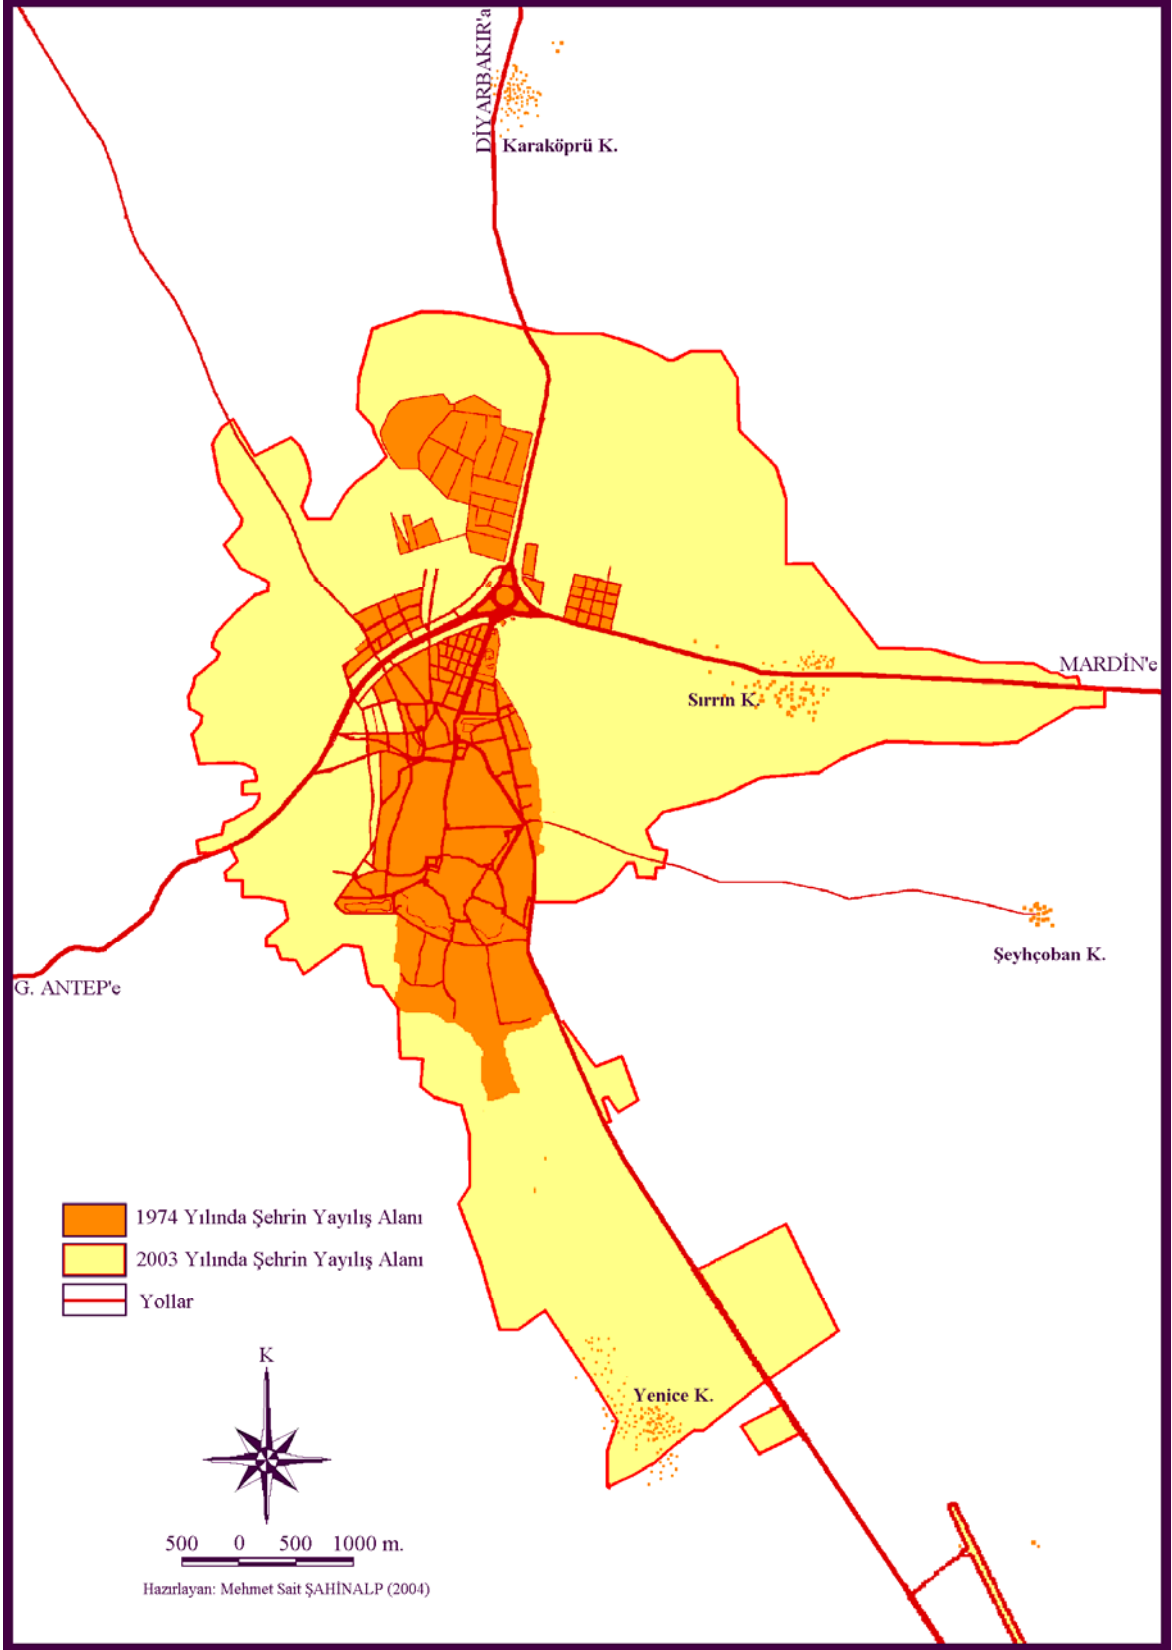 DİYARBAKIR'a
Karaköprü K.
MARDİN'e
Sırrın K.
Şeyhçoban K.
G. ANTEP'e
1974 Yılında Şehrin Yayılış Alanı
2003 Yılında Şehrin Yayılış Alanı
Yollar
K
Yenice K.
500 0 500 1000 m.
Hazırlayan: Mehmet Sait ŞAHİNALP (2004)